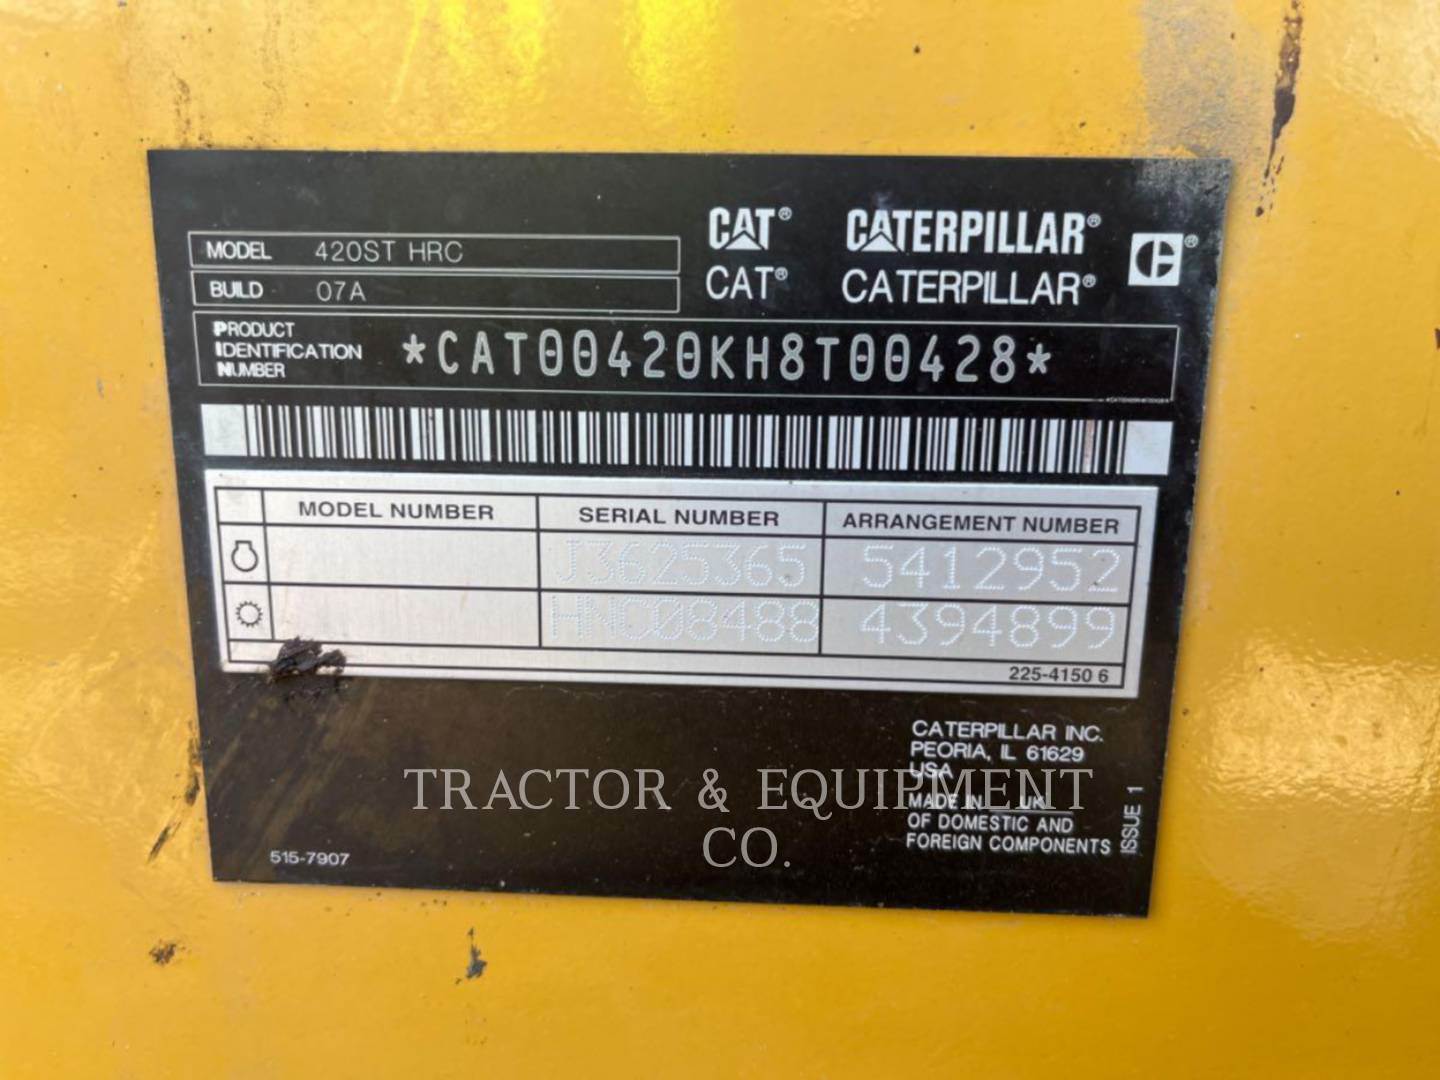 MODEL 420ST HRC
BUILD 07A
CAT® CATERPILLAR®
CAT® CATERPILLAR®
PRODUCT
IDENTIFICATION
NUMBER
*CAT00420KH8T00428*
MODEL NUMBER SERIAL NUMBER ARRANGEMENT NUMBER
J3625365 5412952
HNC08488 4394899
225-4150 6
CATERPILLAR INC.
PEORIA, IL 61629
USA
MADE IN UK
OF DOMESTIC AND
FOREIGN COMPONENTS
ISSUE 1
515-7907
TRACTOR & EQUIPMENT
CO.